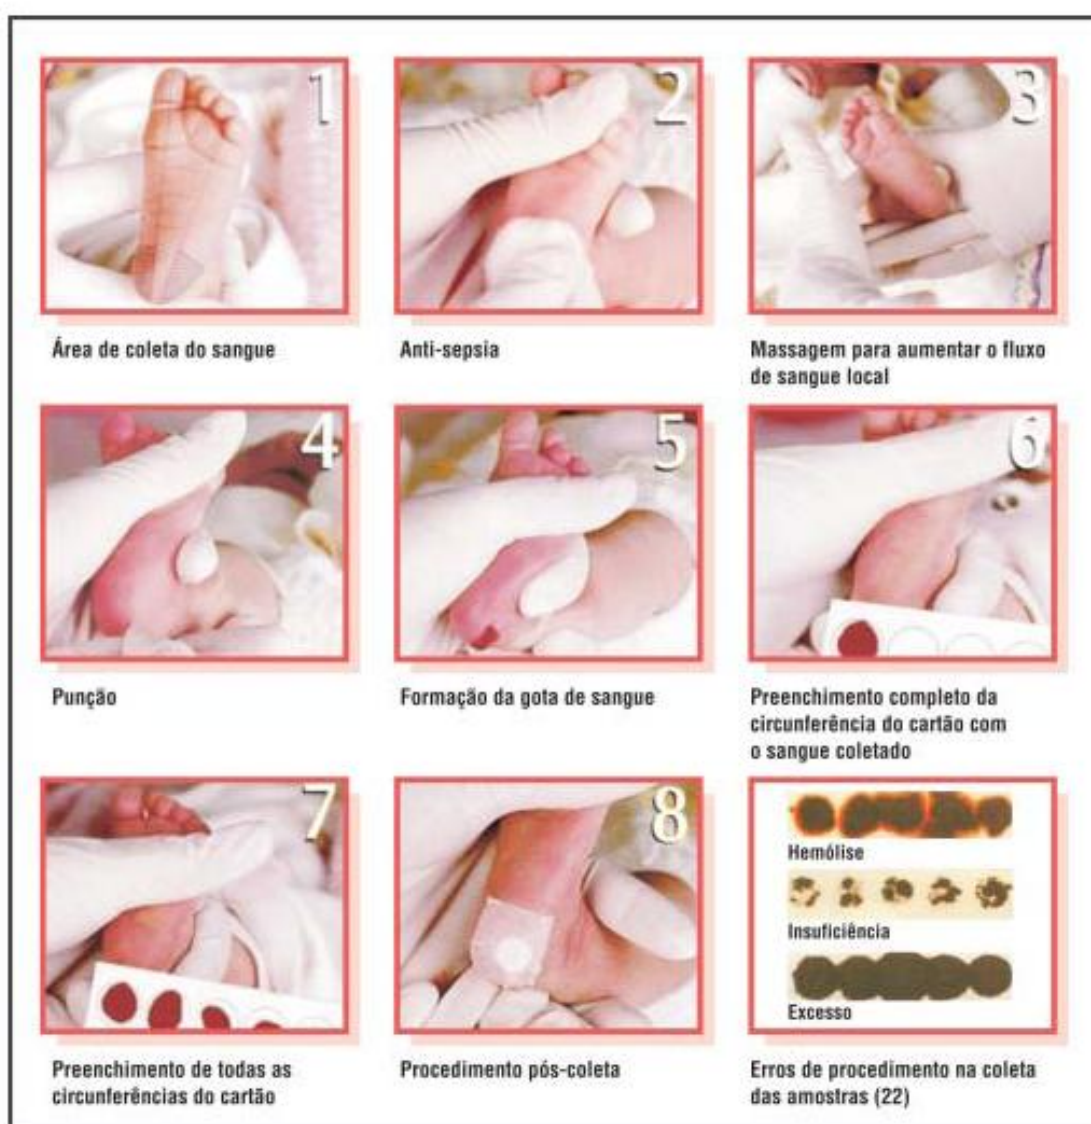 1
2
3
Área de coleta do sangue
Anti-sepsia
Massagem para aumentar o fluxo
de sangue local
4
5
6
Punção
Formação da gota de sangue
Preenchimento completo da
circunferência do cartão com
o sangue coletado
7
8
Hemólise
Insuficiência
Excesso
Preenchimento de todas as
circunferências do cartão
Procedimento pós-coleta
Erros de procedimento na coleta
das amostras (22)